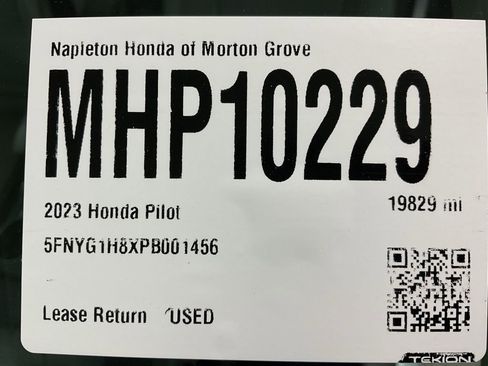 Napleton Honda of Morton Grove
MHP10229
2023 Honda Pilot 19829 mi
5FNYG1H8XPB001456
Lease Return USED
TEKION